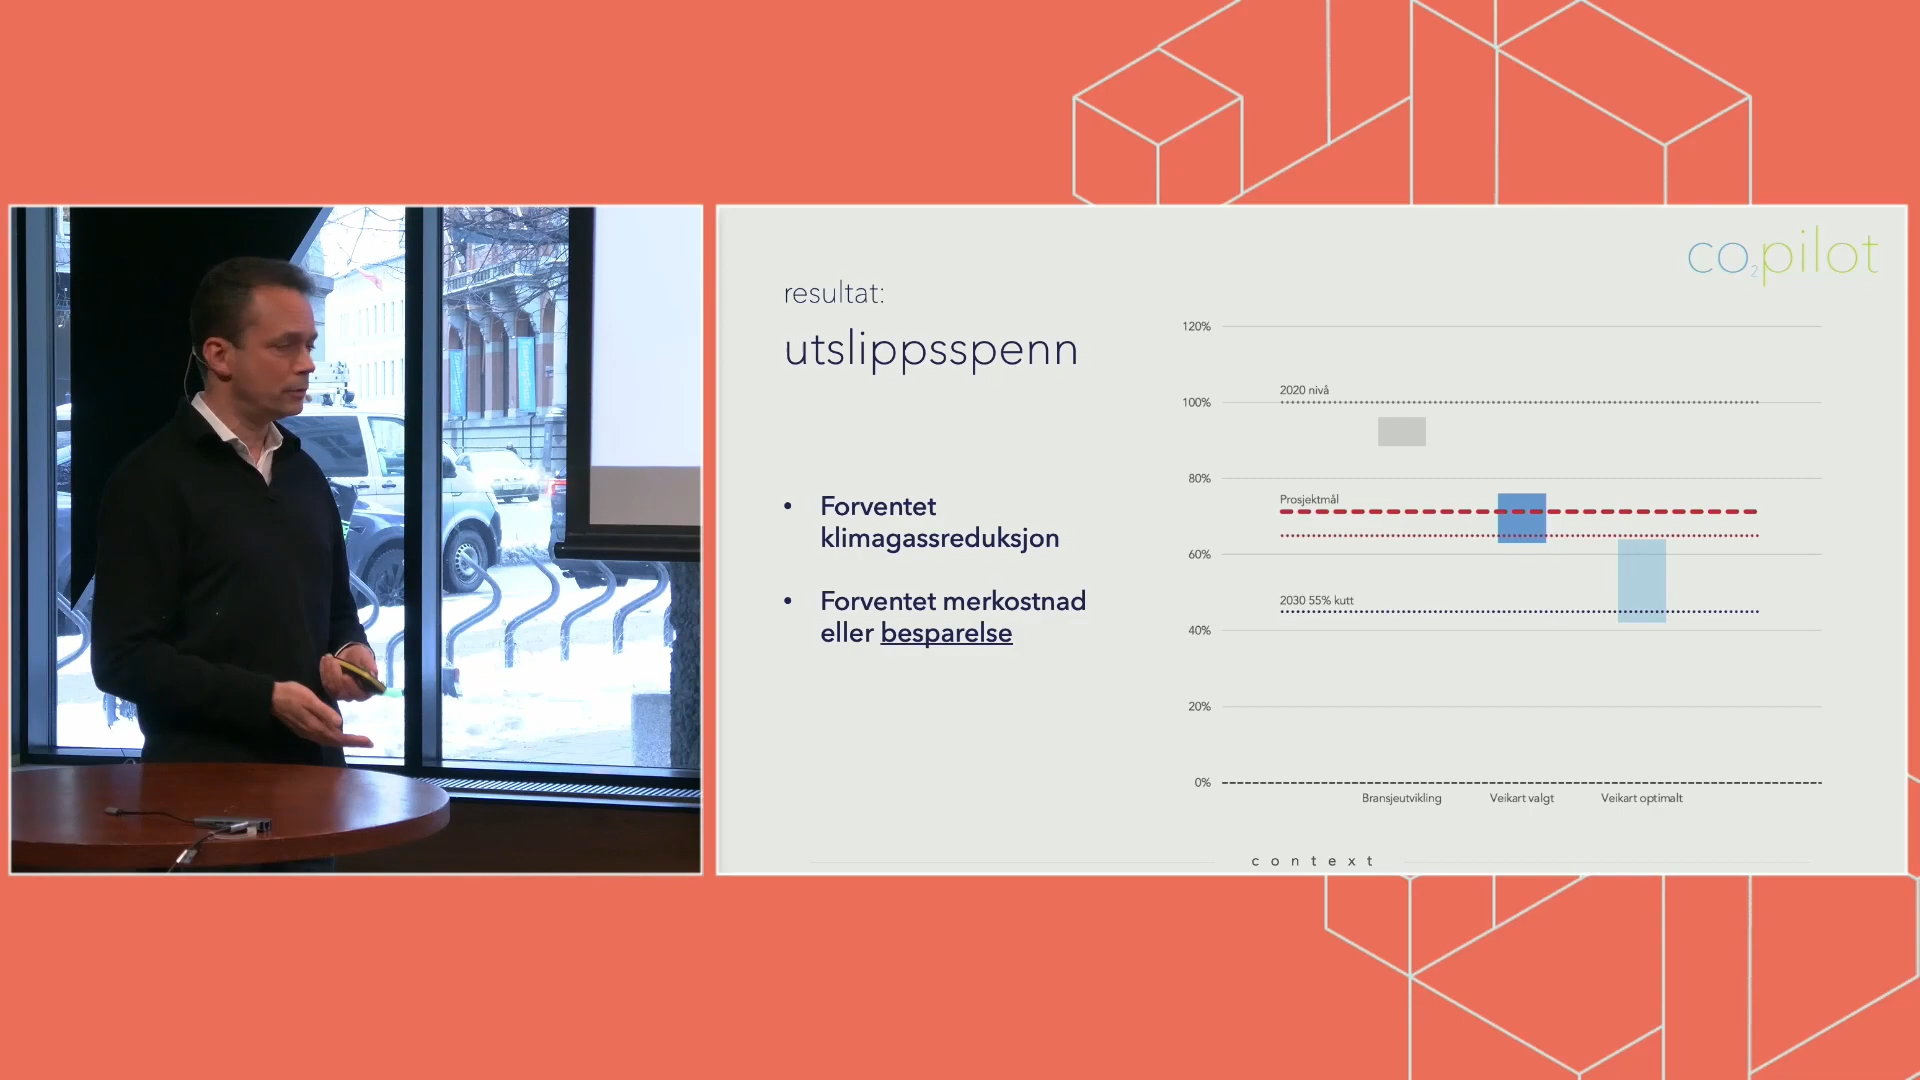 co₂pilot
resultat:
utslippsspenn
• Forventet
klimagassreduksjon
• Forventet merkostnad
eller besparelse
120%
2020 nivå
100%
80%
Prosjektmål
60%
2030 55% kutt
40%
20%
0%
Bransjeutvikling Veikart valgt Veikart optimalt
context